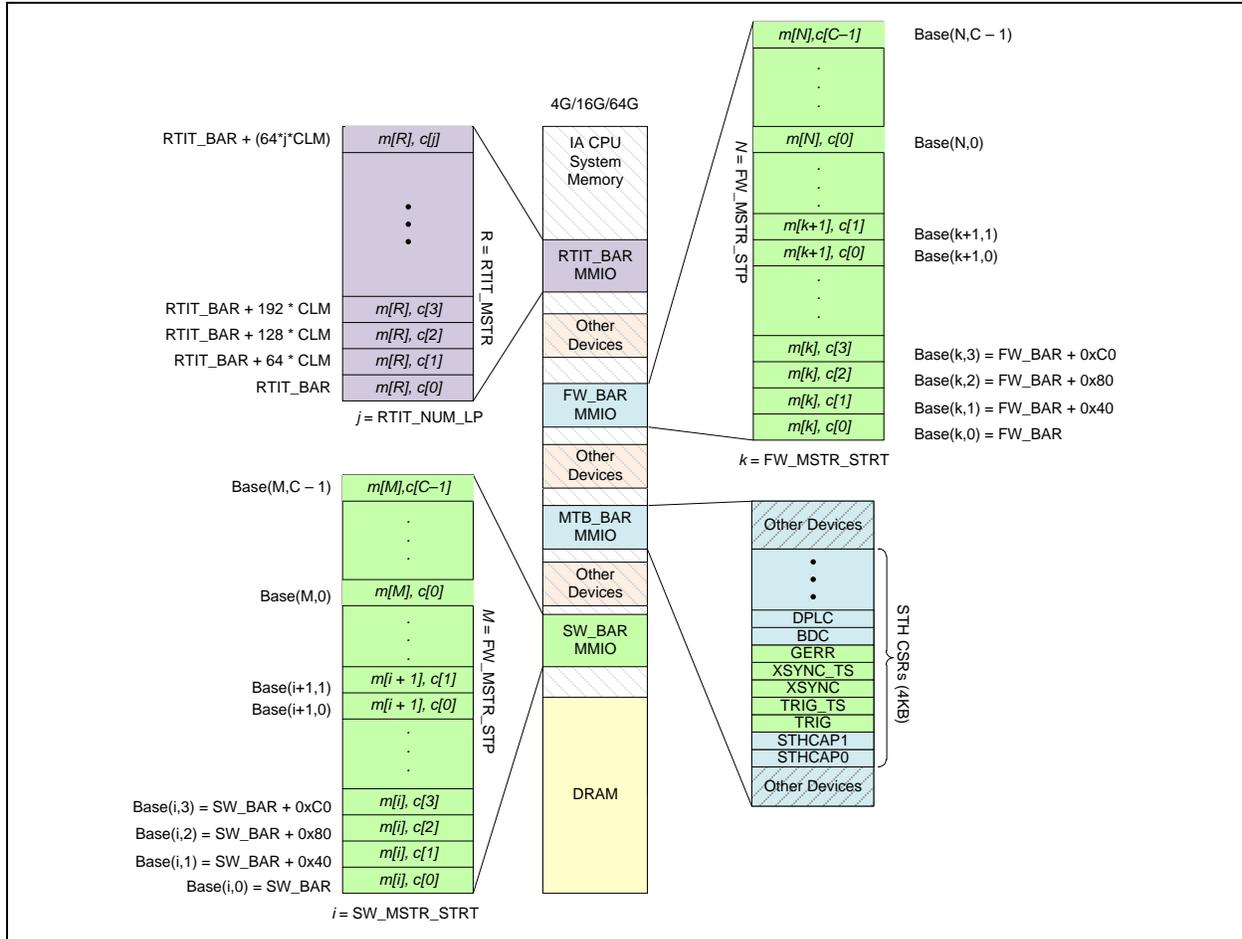 4G/16G/64G
IA CPU
System
Memory
RTIT_BAR
MMIO
Other
Devices
FW_BAR
MMIO
Other
Devices
MTB_BAR
MMIO
Other
Devices
SW_BAR
MMIO
DRAM
RTIT_BAR + (64*j*CLM)
m[R], c[j]
RTIT_BAR + 192 * CLM
m[R], c[3]
RTIT_BAR + 128 * CLM
m[R], c[2]
RTIT_BAR + 64 * CLM
m[R], c[1]
RTIT_BAR
m[R], c[0]
R = RTIT_MSTR
j = RTIT_NUM_LP
m[N],c[C–1]
Base(N,C – 1)
m[N], c[0]
Base(N,0)
m[k+1], c[1]
Base(k+1,1)
m[k+1], c[0]
Base(k+1,0)
m[k], c[3]
Base(k,3) = FW_BAR + 0xC0
m[k], c[2]
Base(k,2) = FW_BAR + 0x80
m[k], c[1]
Base(k,1) = FW_BAR + 0x40
m[k], c[0]
Base(k,0) = FW_BAR
N = FW_MSTR_STP
k = FW_MSTR_STRT
Base(M,C – 1)
m[M],c[C–1]
Base(M,0)
m[M], c[0]
Base(i+1,1)
m[i + 1], c[1]
Base(i+1,0)
m[i + 1], c[0]
Base(i,3) = SW_BAR + 0xC0
m[i], c[3]
Base(i,2) = SW_BAR + 0x80
m[i], c[2]
Base(i,1) = SW_BAR + 0x40
m[i], c[1]
Base(i,0) = SW_BAR
m[i], c[0]
M = FW_MSTR_STP
i = SW_MSTR_STRT
Other Devices
DPLC
BDC
GERR
XSYNC_TS
XSYNC
TRIG_TS
TRIG
STHCAP1
STHCAP0
Other Devices
STH CSRs (4KB)